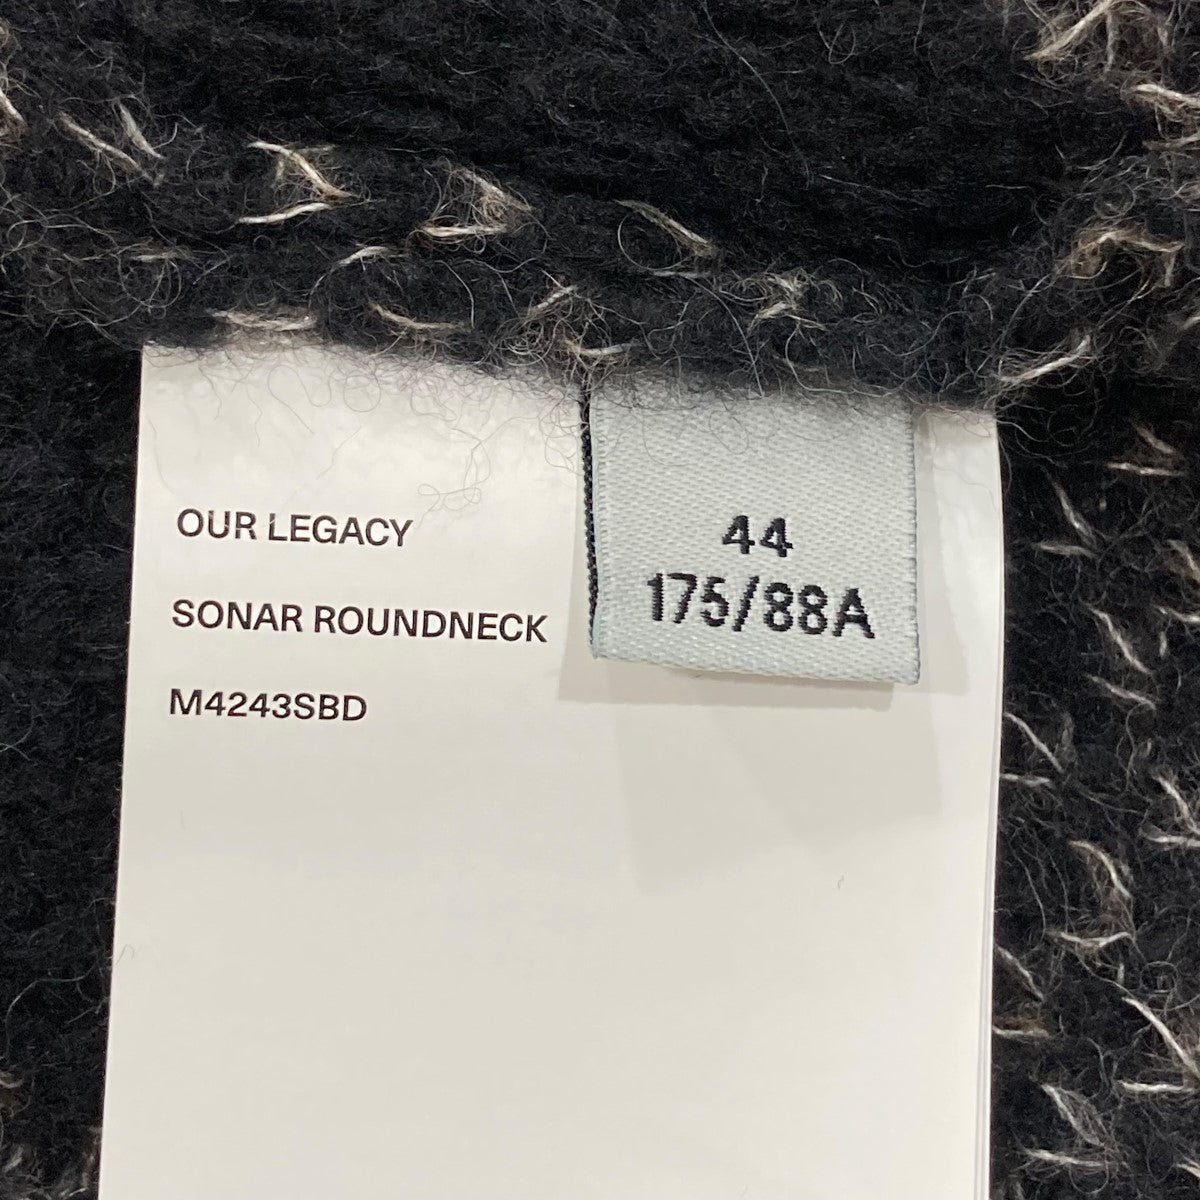 OUR LEGACY
SONAR ROUNDNECK
M4243SBD
44
175/88A